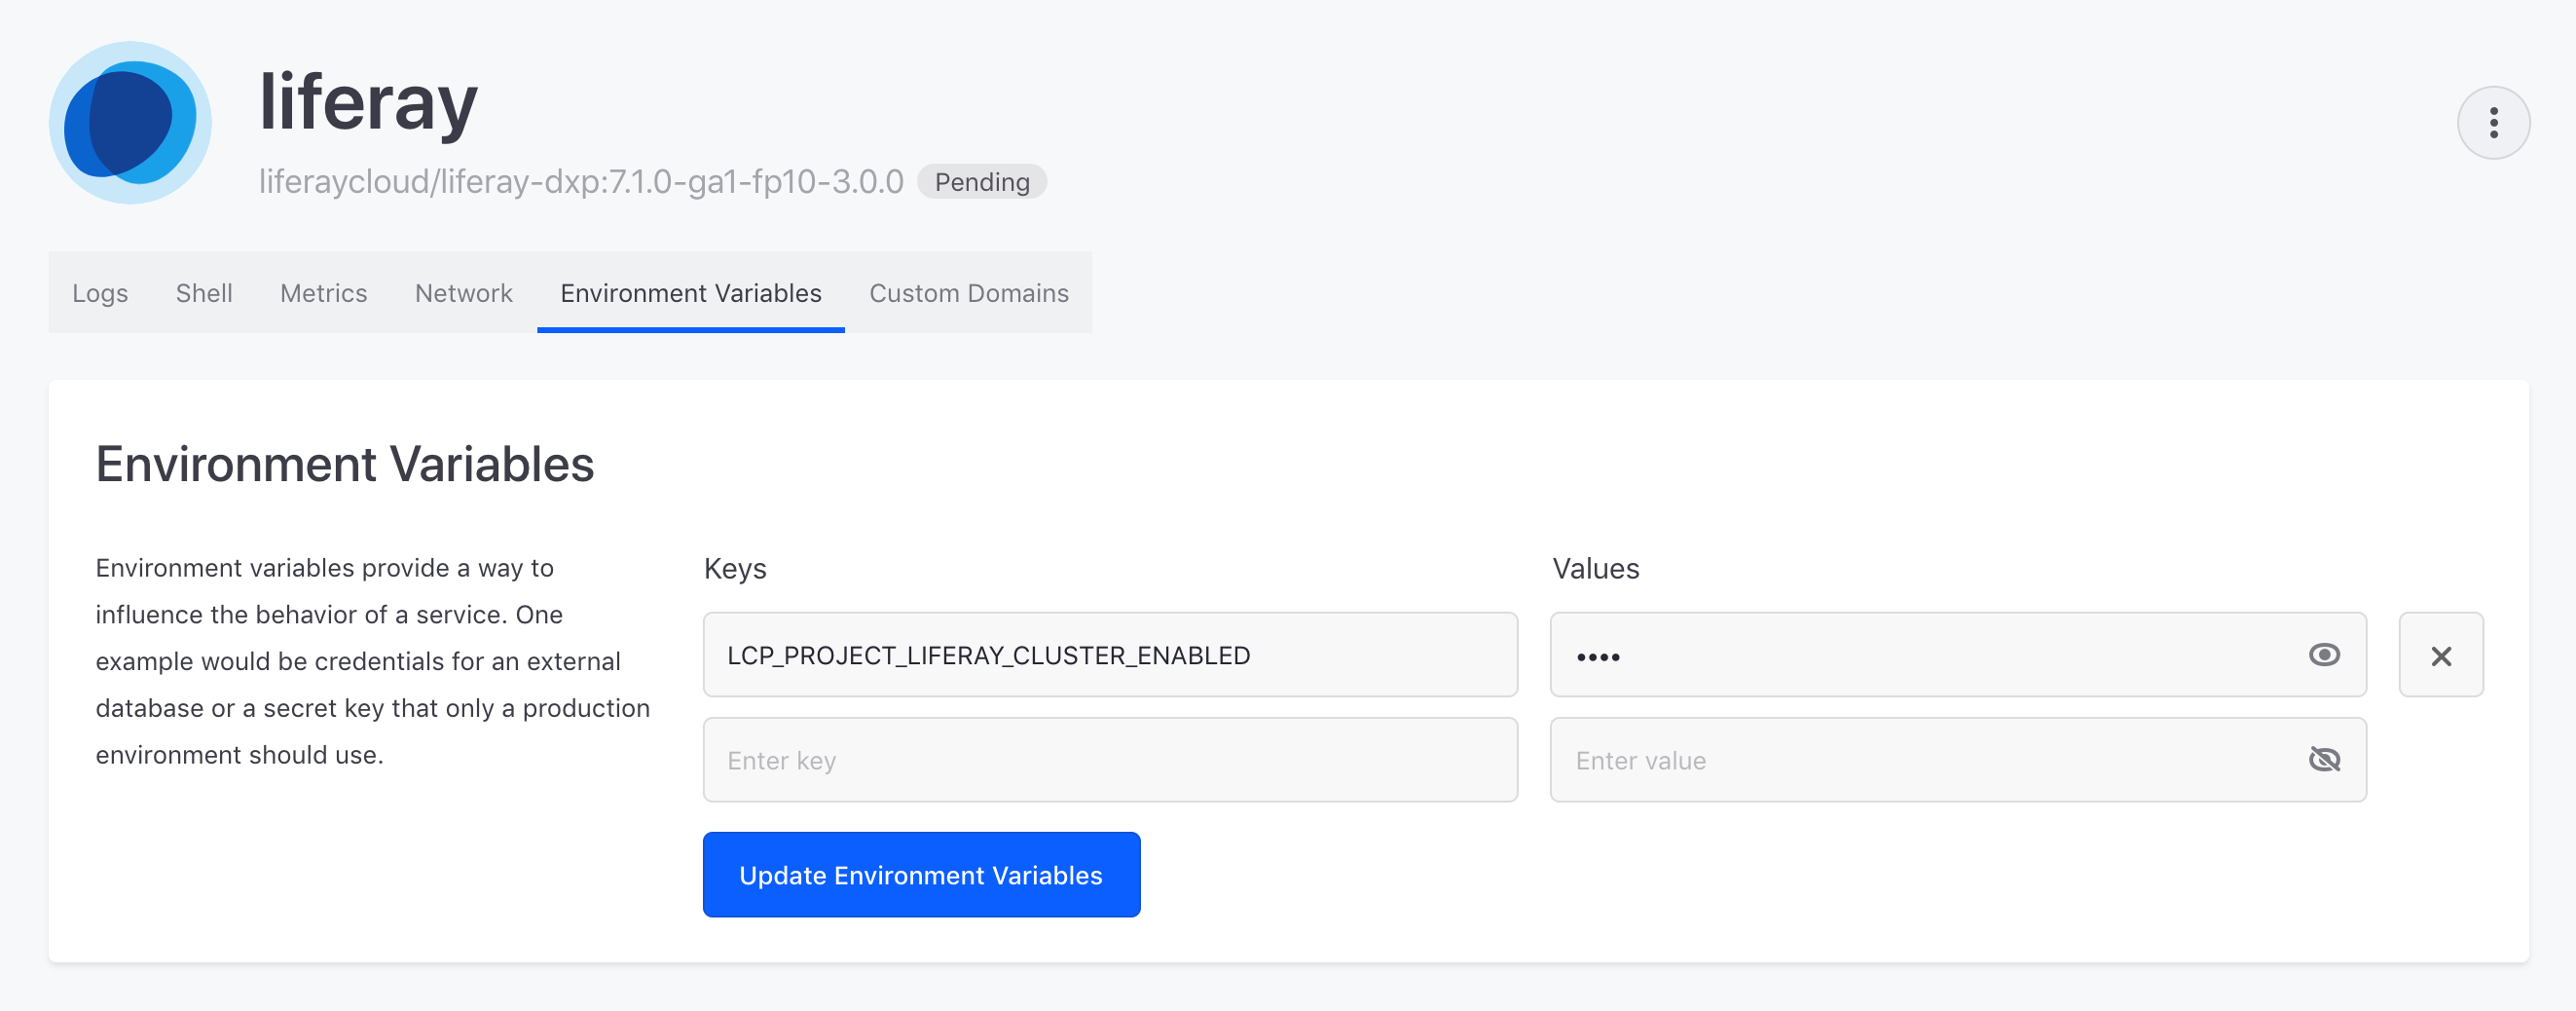 liferay
liferaycloud/liferay-dxp:7.1.0-ga1-fp10-3.0.0 Pending
Logs Shell Metrics Network Environment Variables Custom Domains
Environment Variables
Environment variables provide a way to
influence the behavior of a service. One
example would be credentials for an external
database or a secret key that only a production
environment should use.
Keys Values
LCP_PROJECT_LIFERAY_CLUSTER_ENABLED ••••
Enter key Enter value
Update Environment Variables